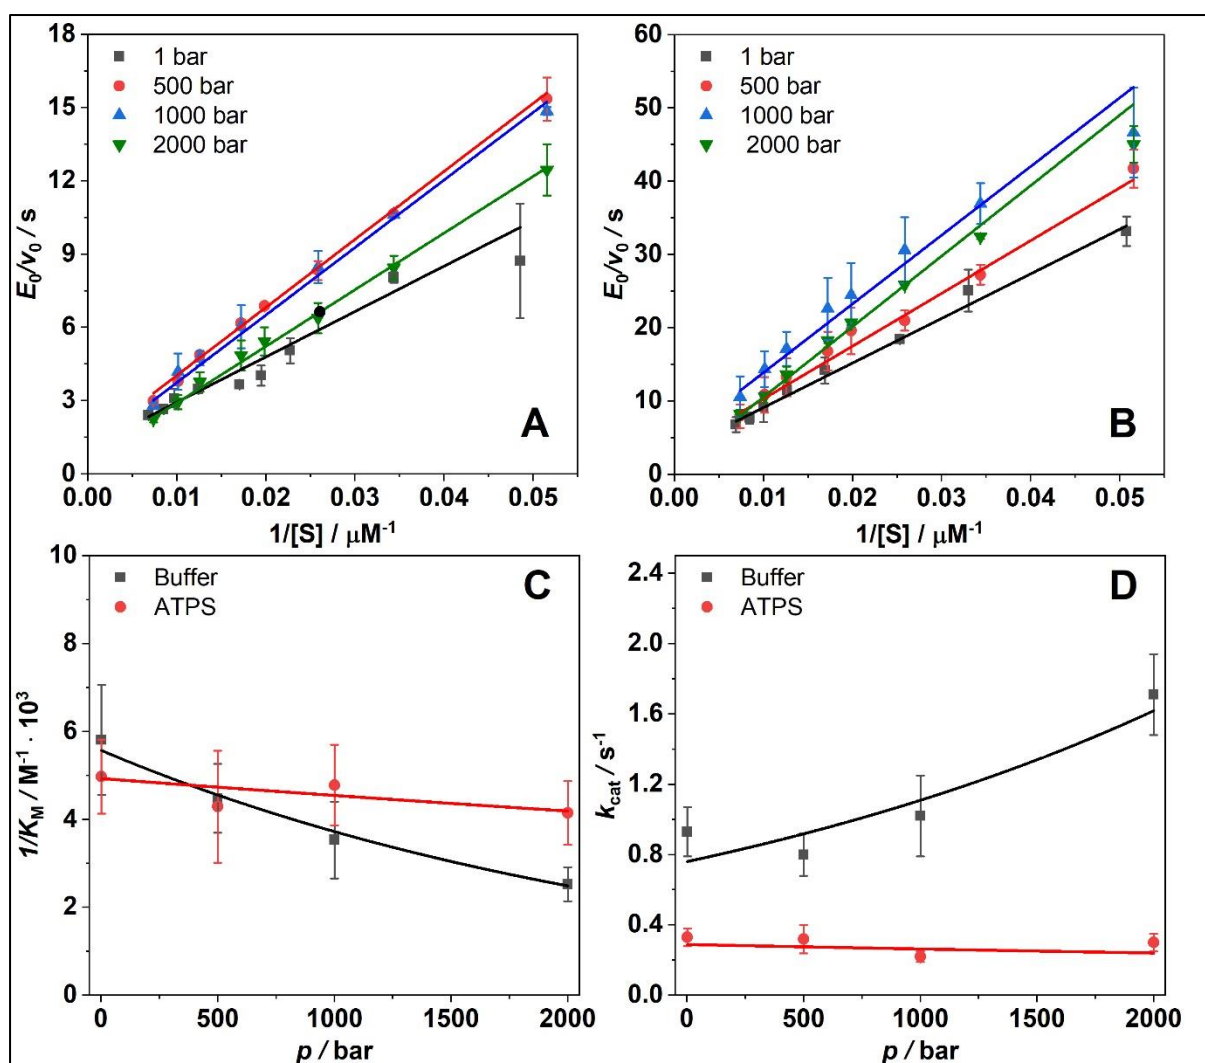 18
15
12
9
6
3
0
E0/v0 / s
1 bar
500 bar
1000 bar
2000 bar
A
0.00 0.01 0.02 0.03 0.04 0.05
1/[S] / μM-1
60
50
40
30
20
10
0
E0/v0 / s
1 bar
500 bar
1000 bar
2000 bar
B
0.00 0.01 0.02 0.03 0.04 0.05
1/[S] / μM-1
10
8
6
4
2
0
1/KM / M-1 · 103
Buffer
ATPS
C
0 500 1000 1500 2000
p / bar
2.4
2.0
1.6
1.2
0.8
0.4
0.0
kcat / s-1
Buffer
ATPS
D
0 500 1000 1500 2000
p / bar